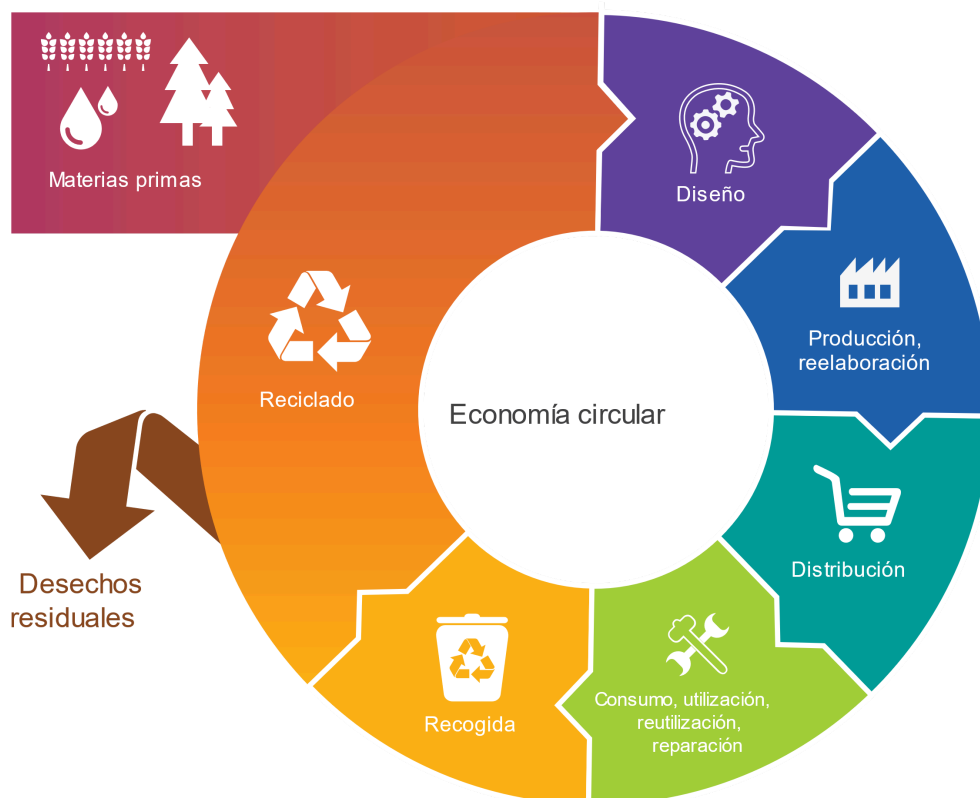 Materias primas
Diseño
Producción,
reelaboración
Reciclado
Economía circular
Distribución
Desechos
residuales
Consumo, utilización,
reutilización,
reparación
Recogida